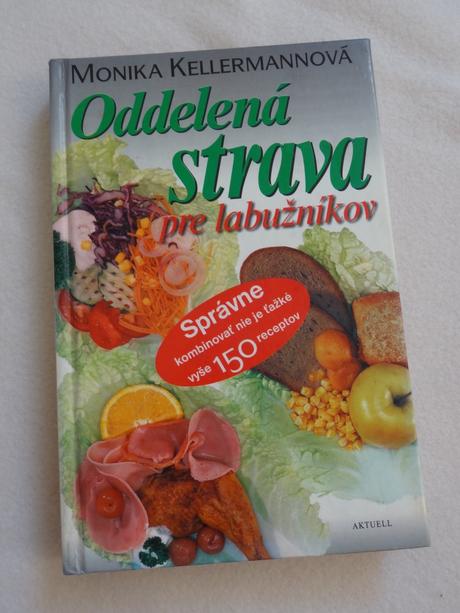 MONIKA KELLERMANNOVÁ
Oddelená
strava
pre labužníkov
Správne
kombinovať nie je ťažké
vyše 150 receptov
AKTUELL